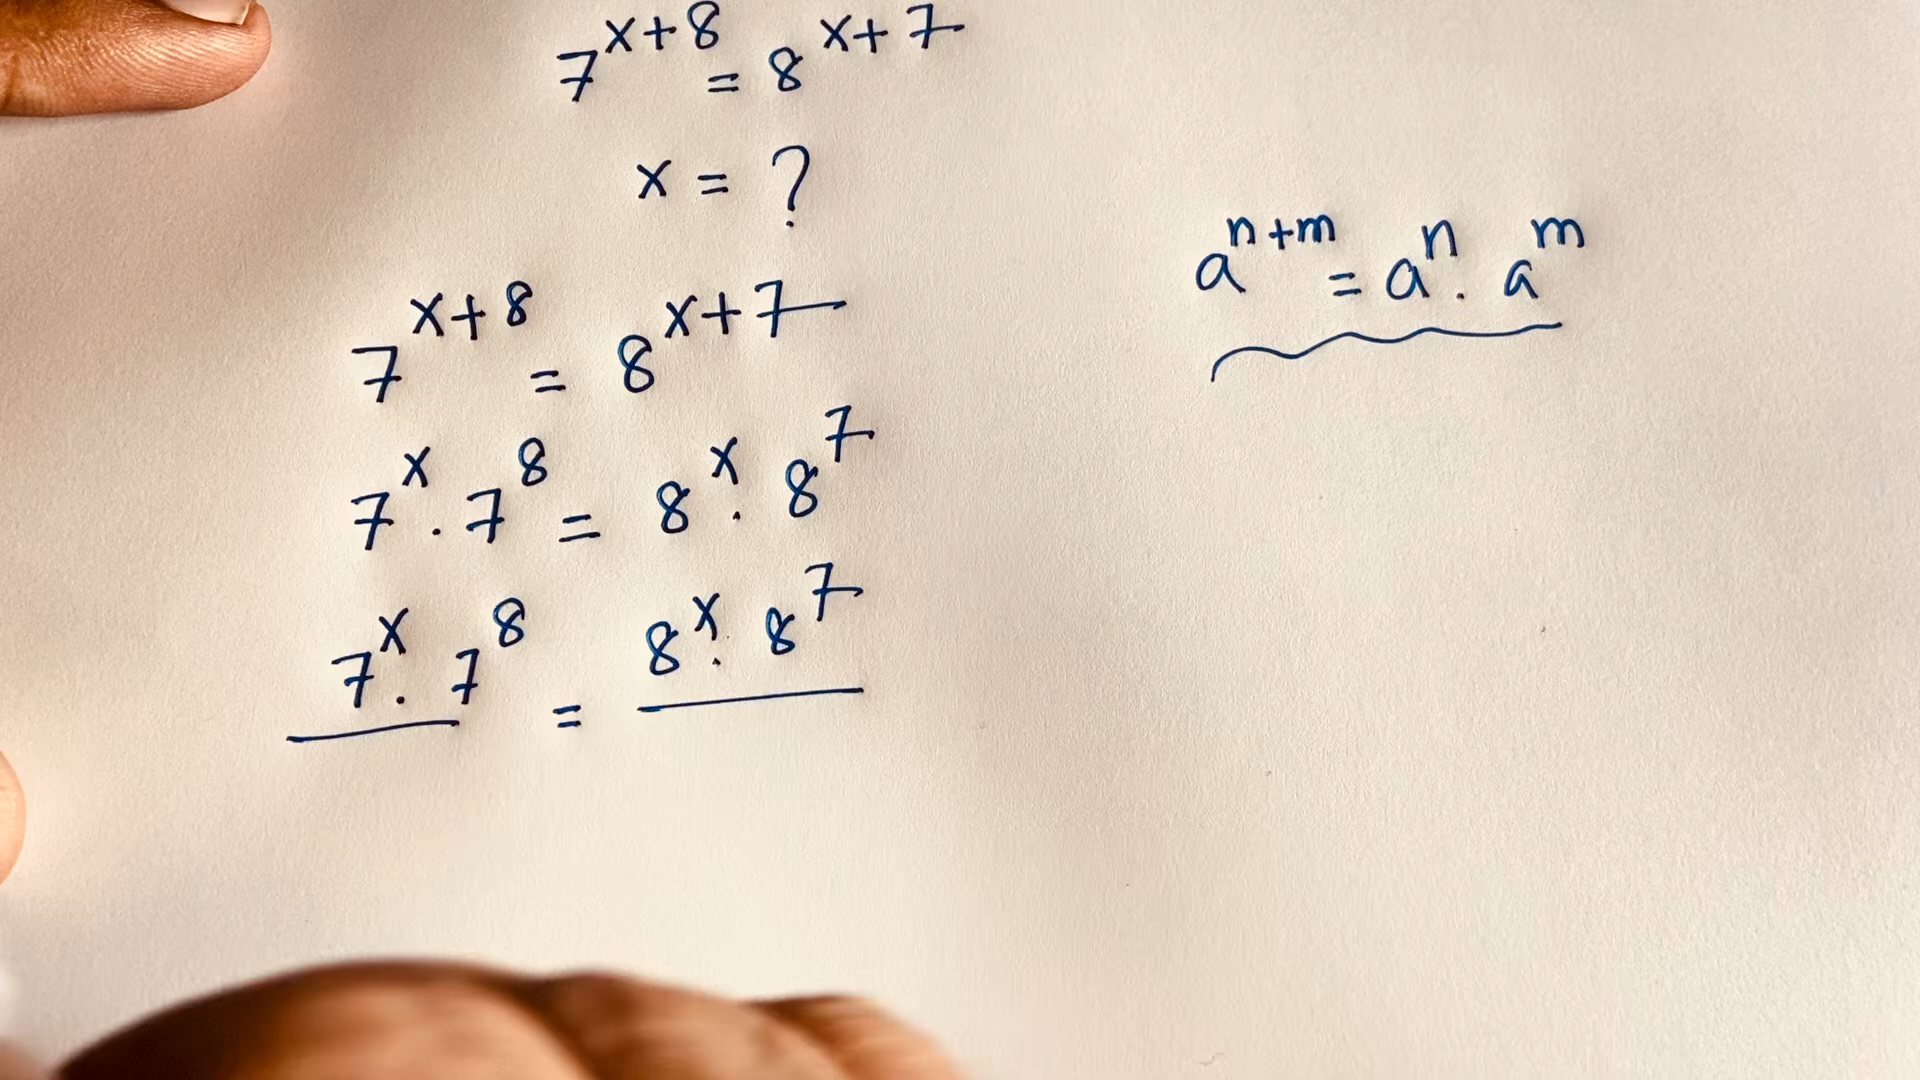 7^{x+8} = 8^{x+7}
x = ?
a^{n+m} = a^n . a^m
7^{x+8} = 8^{x+7}
7^x . 7^8 = 8^x . 8^7
7^x . 7^8 = 8^x . 8^7